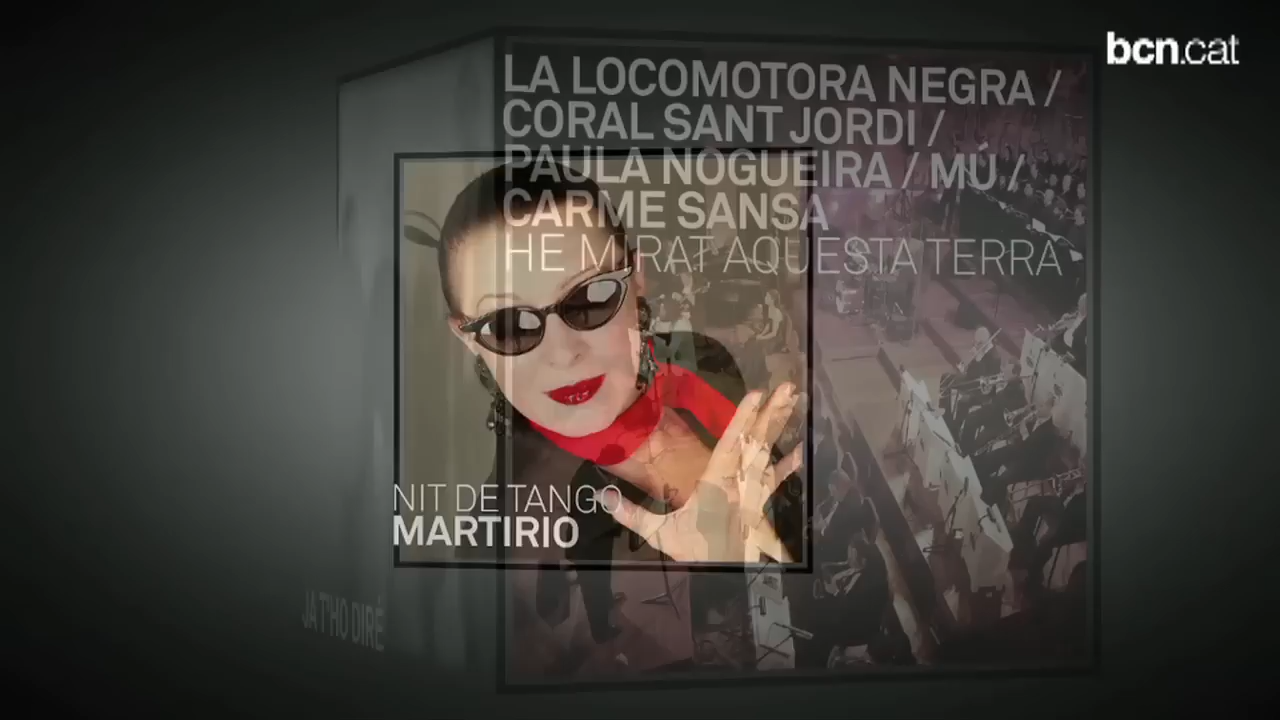 bcn.cat
LA LOCOMOTORA NEGRA /
CORAL SANT JORDI /
PAULA NOGUEIRA / MÚ /
CARME SANSA
HE MIRAT AQUESTA TERRA
NIT DE TANGO
MARTIRIO
JA T'HO DIRÉ